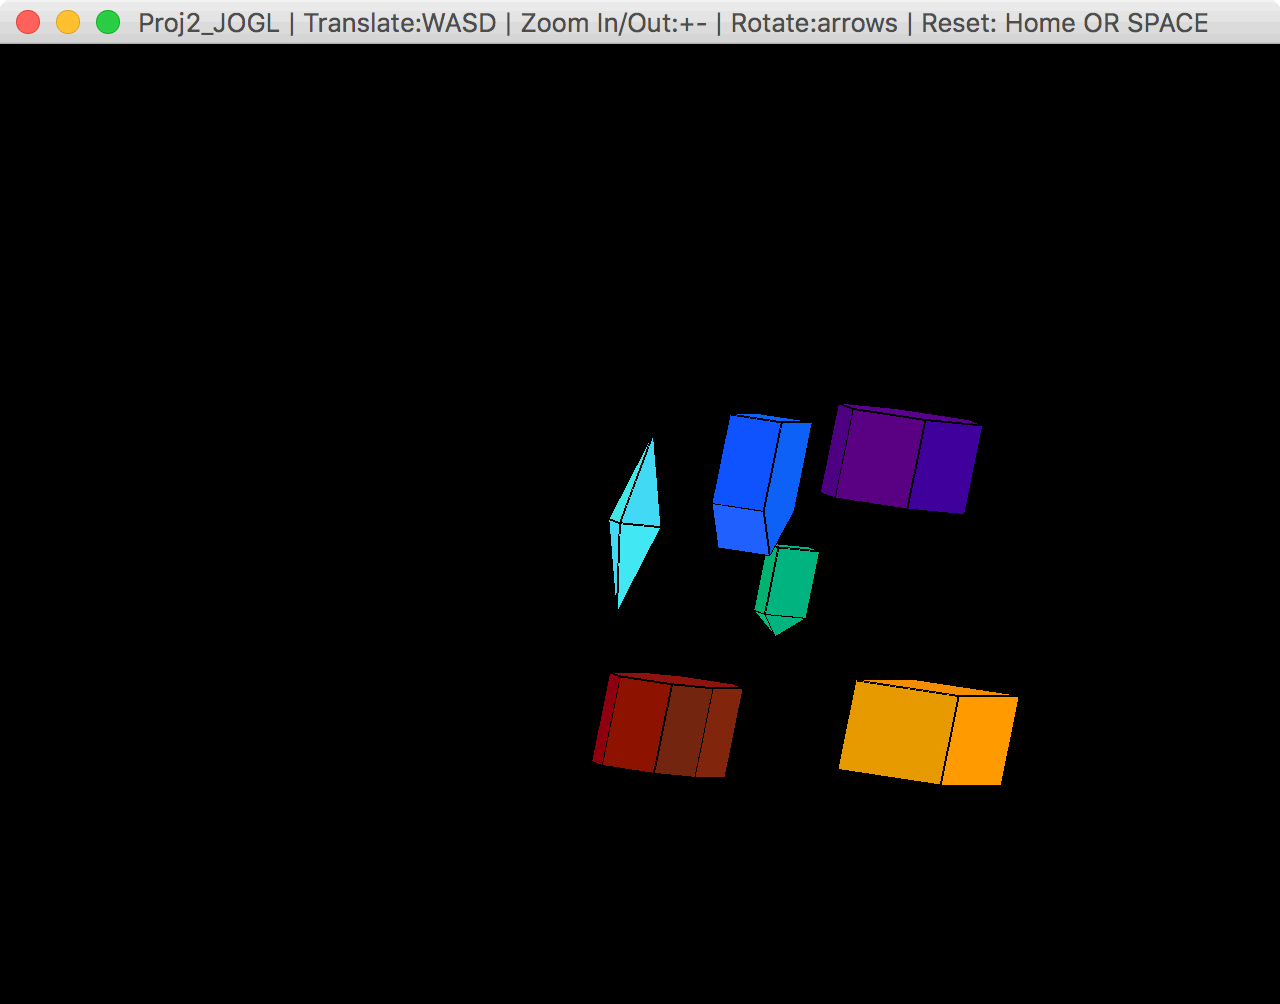 Proj2_JOGL | Translate:WASD | Zoom In/Out:+- | Rotate:arrows | Reset: Home OR SPACE